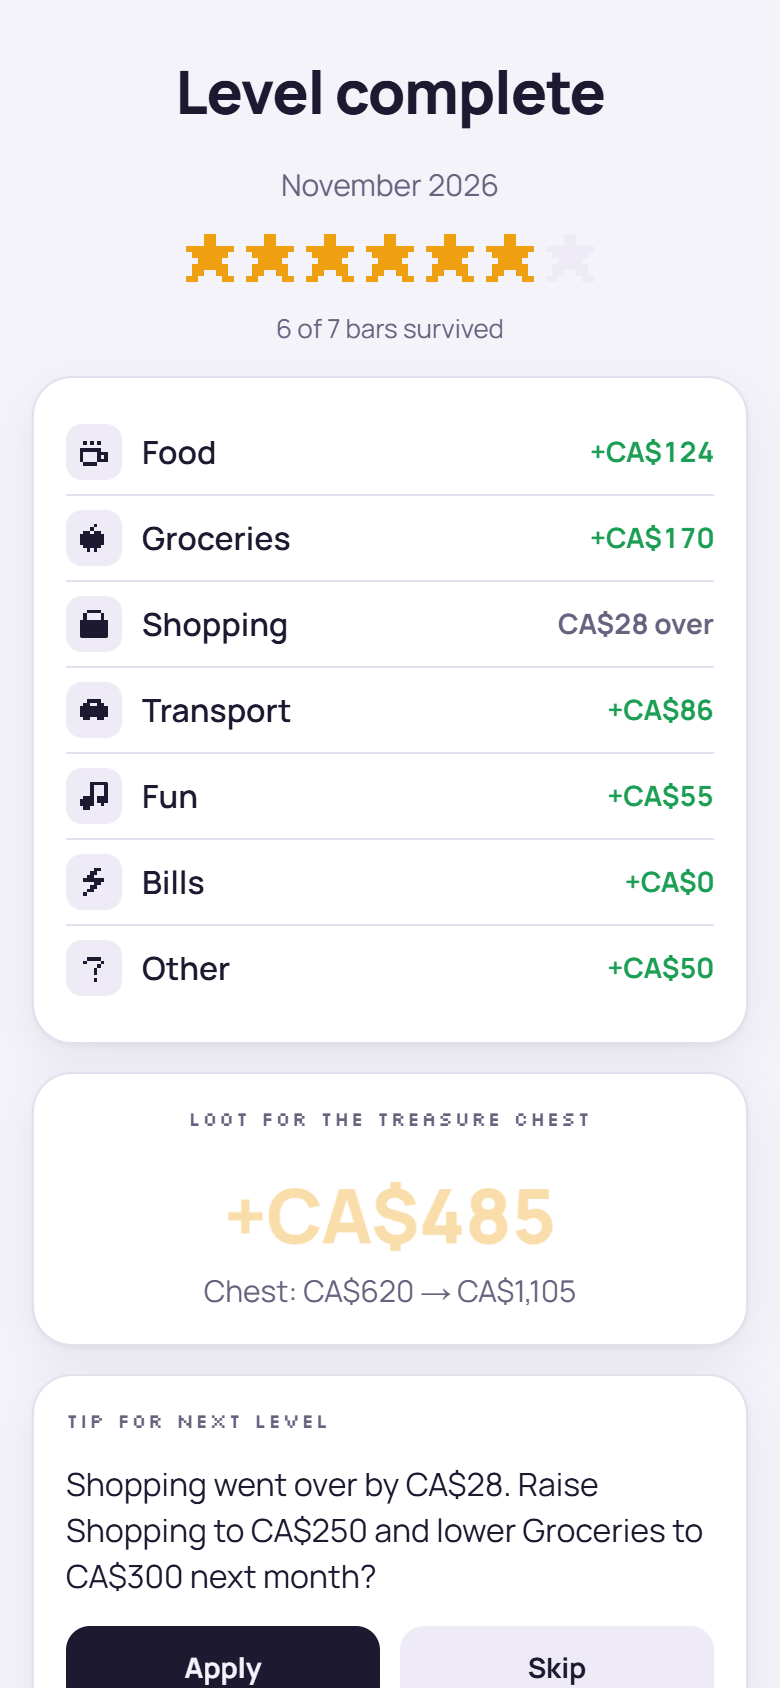 Level complete
November 2026
6 of 7 bars survived
Food +CA$124
Groceries +CA$170
Shopping CA$28 over
Transport +CA$86
Fun +CA$55
Bills +CA$0
? Other +CA$50
LOOT FOR THE TREASURE CHEST
+CA$485
Chest: CA$620 → CA$1,105
TIP FOR NEXT LEVEL
Shopping went over by CA$28. Raise
Shopping to CA$250 and lower Groceries to
CA$300 next month?
Apply Skip